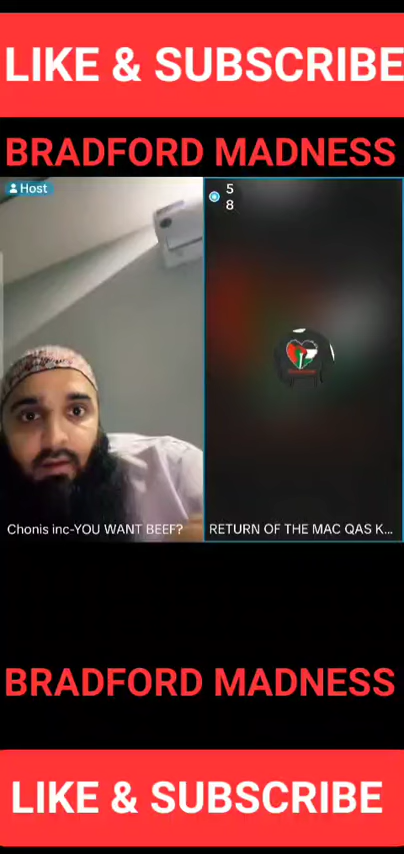 LIKE & SUBSCRIBE
BRADFORD MADNESS
Host
5
8
Chonis inc-YOU WANT BEEF?
RETURN OF THE MAC QAS K...
BRADFORD MADNESS
LIKE & SUBSCRIBE